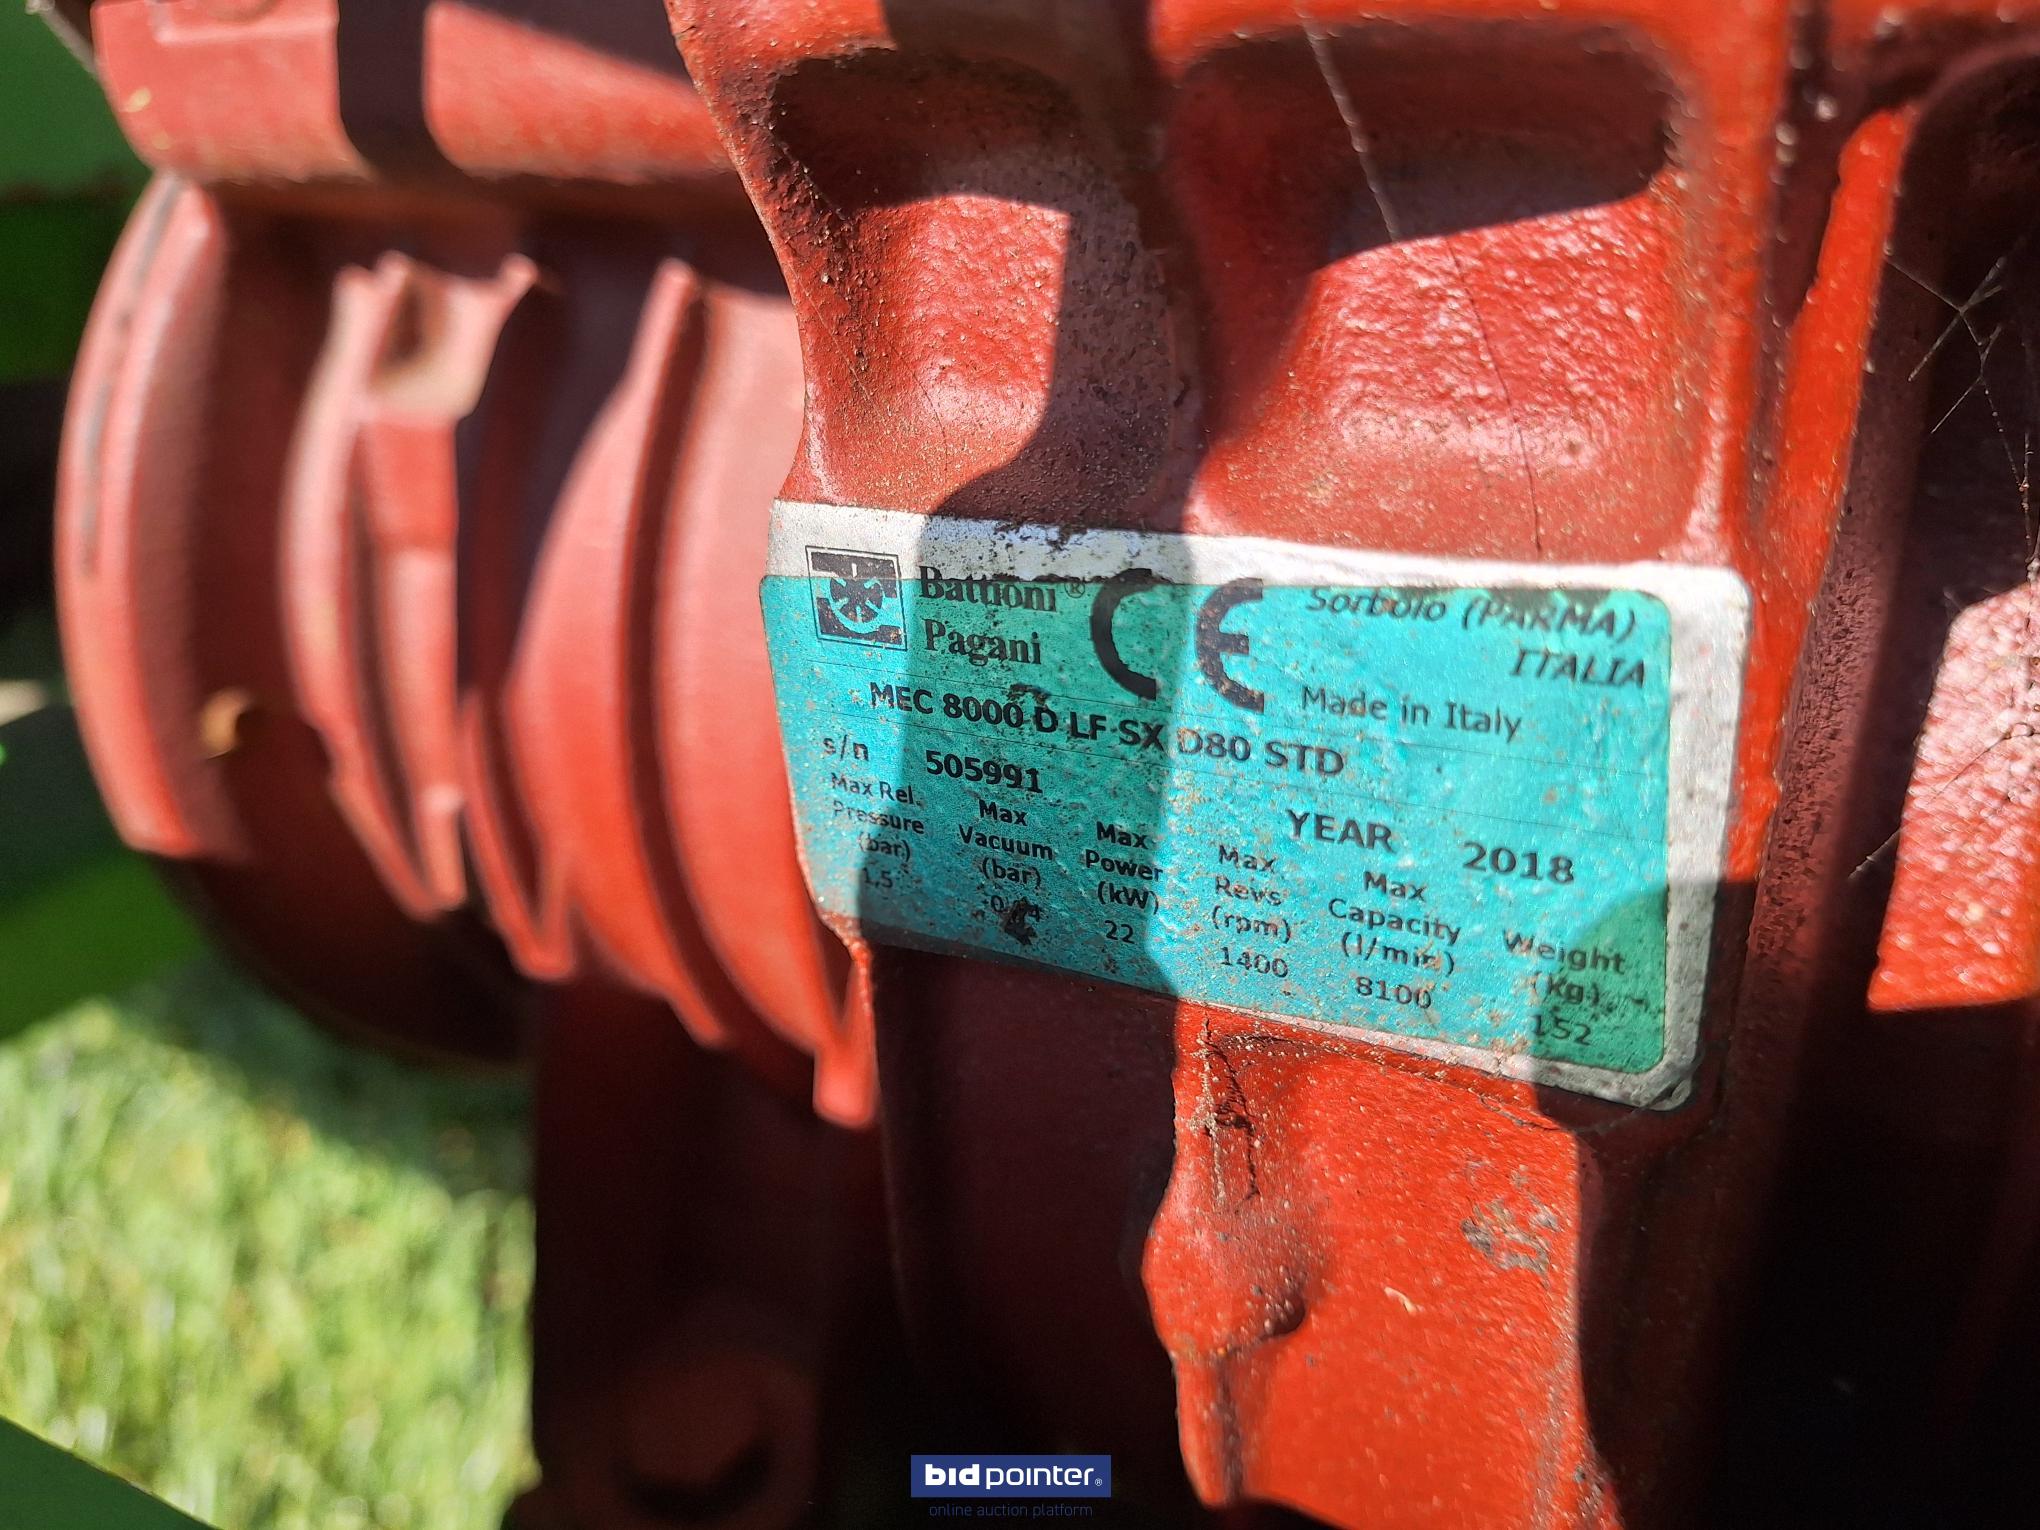 Battioni®
Pagani
CE
Sorbolo (PARMA)
ITALIA
Made in Italy
MEC 8000 D LF SX D80 STD
s/n 505991 YEAR 2018
Max Rel. Pressure (bar)
1,5
Max Vacuum (bar)
Max Power (kW)
22
Max Revs (rpm)
1400
Max Capacity (l/min)
8100
Weight (Kg)
152
bidpointer®
online auction platform